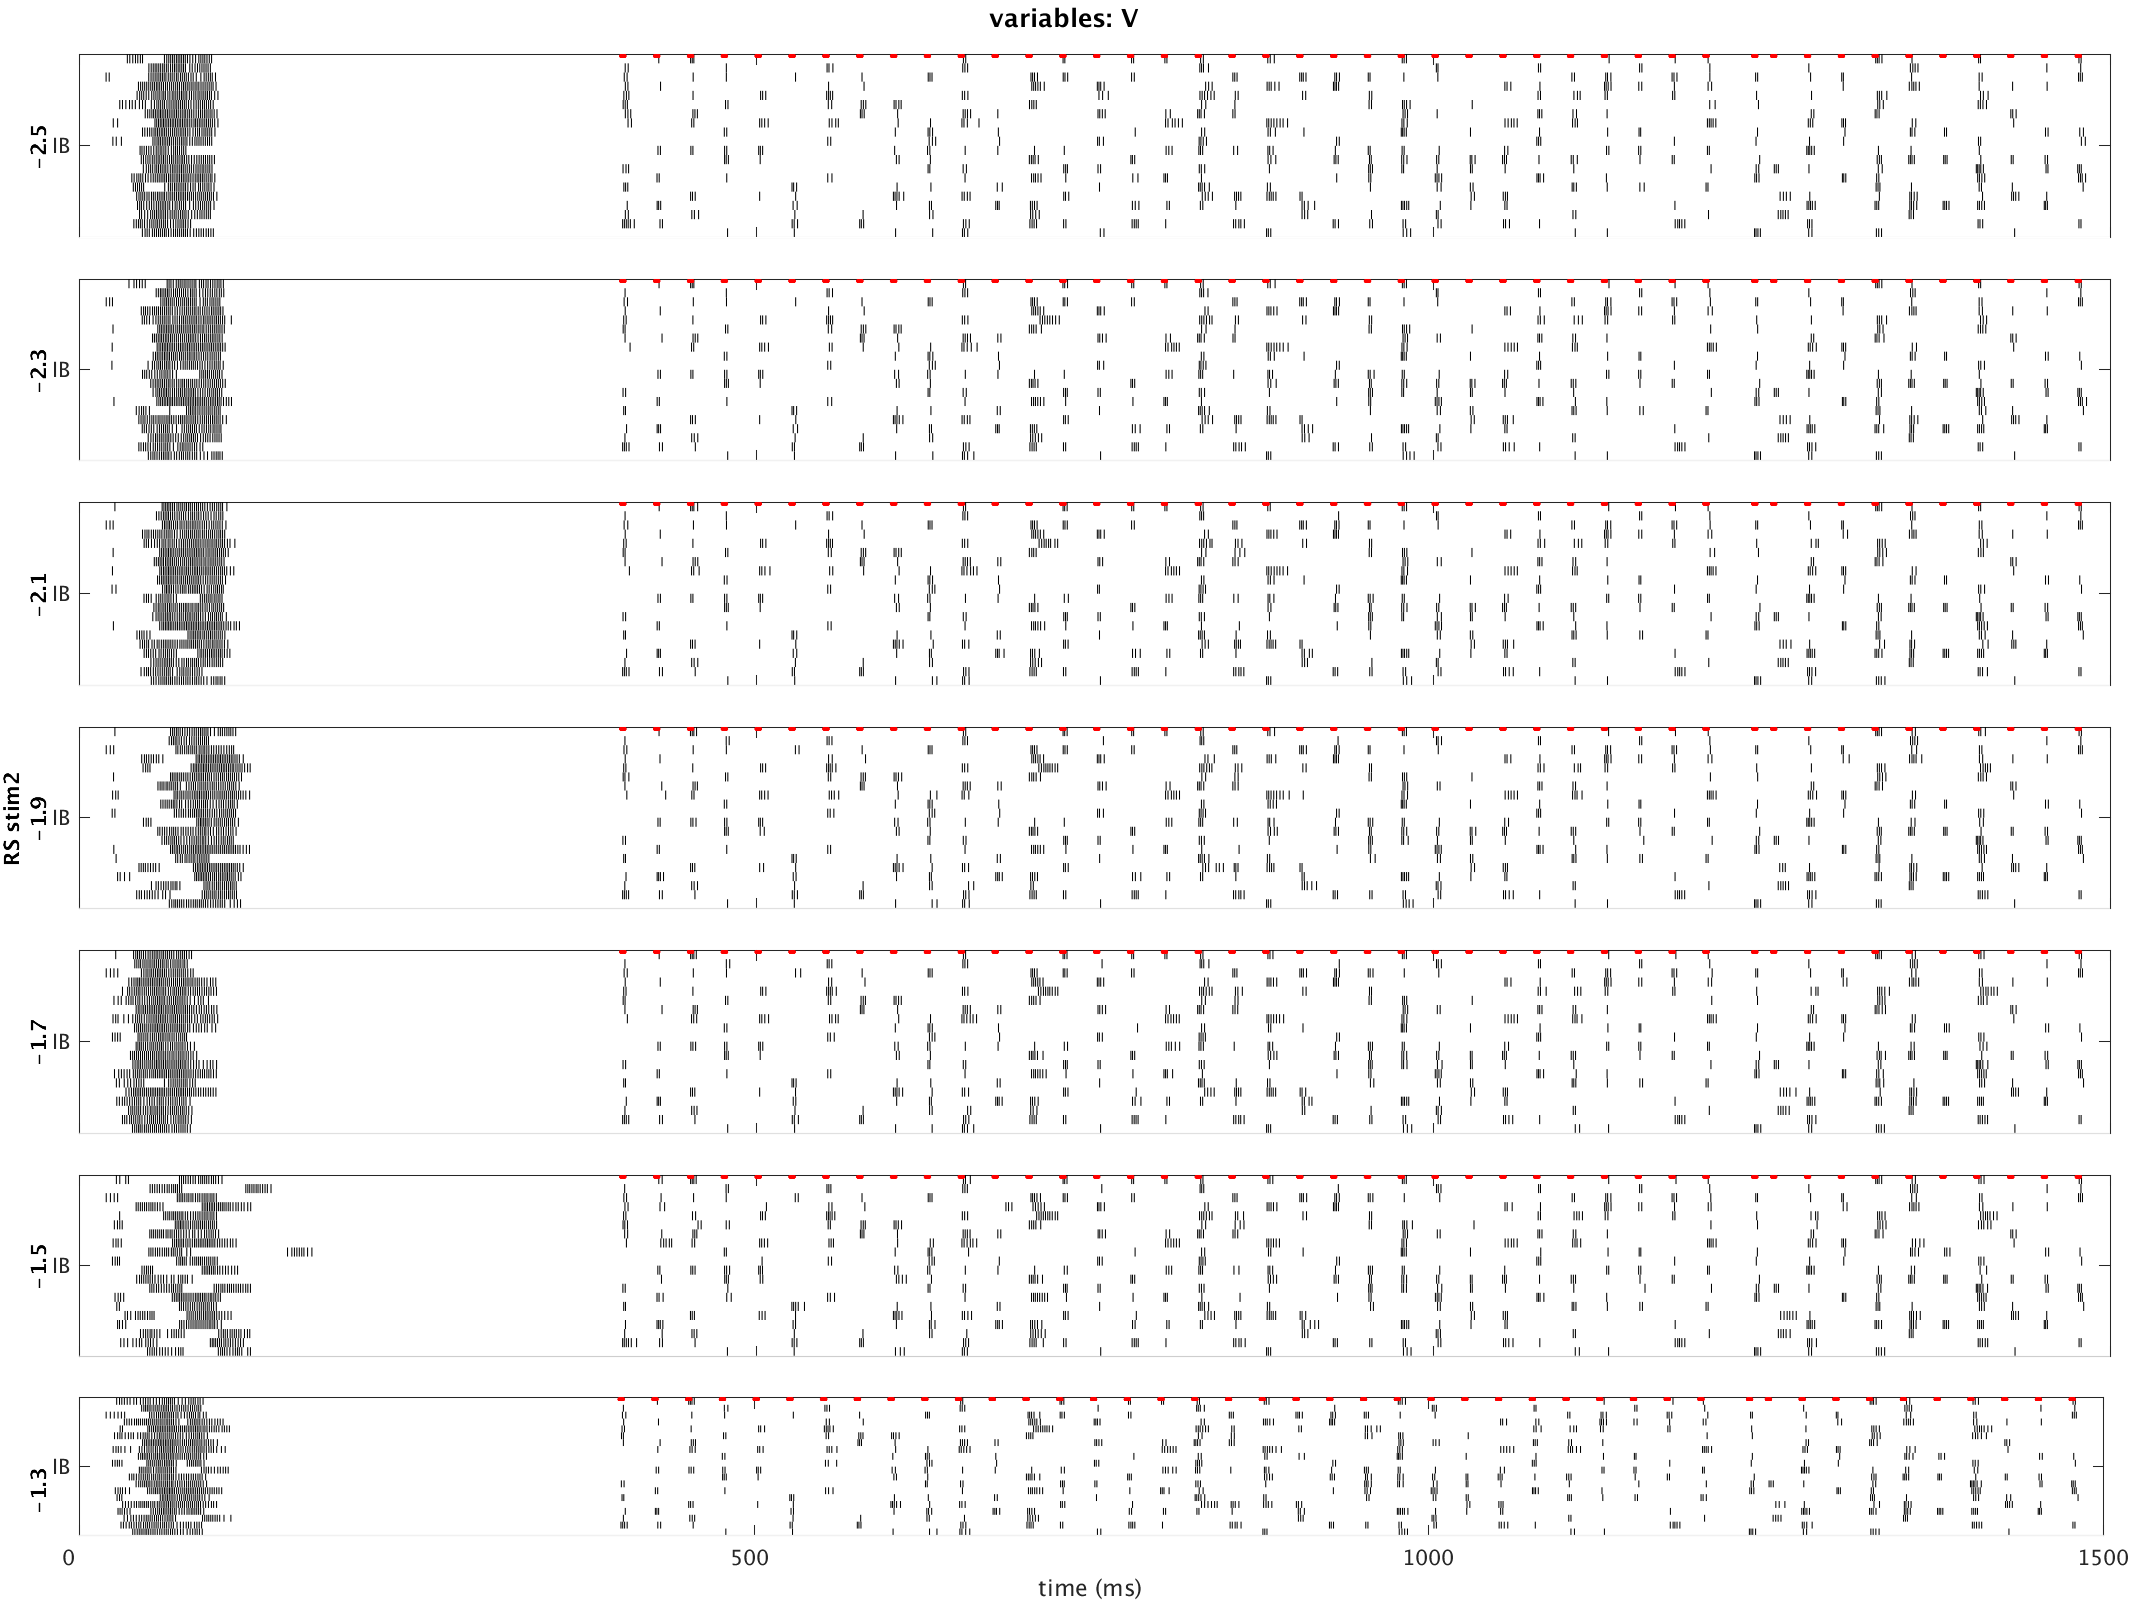 variables: V
RS stim2
−2.5
IB
−2.3
IB
−2.1
IB
−1.9
IB
−1.7
IB
−1.5
IB
−1.3
IB
0
500
1000
1500
time (ms)